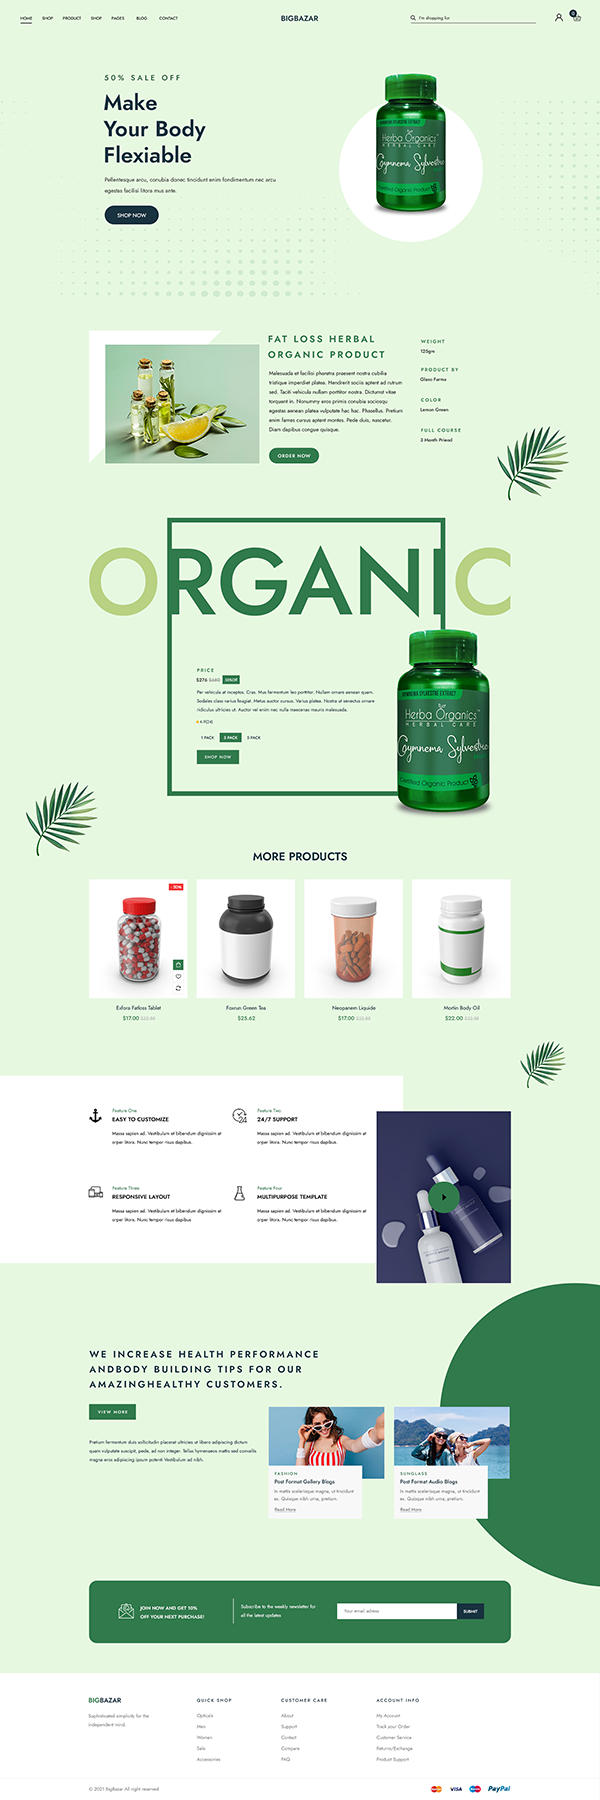 HOME SHOP PRODUCT SHOP PAGES BLOG CONTACT
BIGBAZAR
I'm shopping for
0
50% SALE OFF
Make
Your Body
Flexiable
Pellentesque arcu, conubia donec tincidunt enim fondimentum nec arcu
egestas facilisi litora mus ante.
SHOP NOW
GYMNEMA SYLVESTRE EXTRACT
Herba Organics™
HERBAL CARE
Gymnema Sylvestre
Certified Organic Product
FAT LOSS HERBAL
ORGANIC PRODUCT
Malesuada et facilisi pharetra praesent nostra cubilia
tristique imperdiet platea. Hendrerit sociis aptent ad rutrum
sed. Taciti vehicula nullam porttitor nostra. Dictumst vitae
torquent in. Nonummy eros primis conubia sociosqu
egestas aenean platea vulputate hac hac. Phasellus. Pretium
enim fames cursus aptent montes. Pede duis, nascetur.
Diam dapibus congue quisque.
ORDER NOW
WEIGHT
125gm
PRODUCT BY
Glaxo Farma
COLOR
Lemon Green
FULL COURSE
3 Month Priead
ORGANIC
PRICE
$276 $680
Per vehicula at inceptos. Cras. Mus fermentum leo porttitor. Nullam ornare aenean quam.
Sodales class varius feugiat. Metus auctor cursus. Varius platea. Nostra at senectus ornare
ridiculus ultricies ut. Auctor vel enim nec nulla maecenas mauris malesuada.
1 PACK 3 PACK 5 PACK
SHOP NOW
GYMNEMA SYLVESTRE EXTRACT
Herba Organics™
HERBAL CARE
Gymnema Sylvestre
Certified Organic Product
MORE PRODUCTS
- 50%
Exfora Fatloss Tablet
$17.00
Foxrun Green Tea
$25.62
Neopanem Liquide
$17.00
Mortin Body Oil
$22.00
Feature One
EASY TO CUSTOMIZE
Massa sapien ad. Vestibulum et bibendum dignissim at
orper litora. Nunc tempor risus dapibus.
Feature Two
24/7 SUPPORT
Massa sapien ad. Vestibulum et bibendum dignissim at
orper litora. Nunc tempor risus dapibus.
24
Feature Three
RESPONSIVE LAYOUT
Massa sapien ad. Vestibulum et bibendum dignissim at
orper litora. Nunc tempor risus dapibus
Feature Four
MULTIPURPOSE TEMPLATE
Massa sapien ad. Vestibulum et bibendum dignissim at
orper litora. Nunc tempor risus dapibus.
WE INCREASE HEALTH PERFORMANCE
ANDBODY BUILDING TIPS FOR OUR
AMAZINGHEALTHY CUSTOMERS.
VIEW MORE
Pretium fermentum duis sollicitudin placerat ultricies ut libero adipiscing dictum
quam vulputate suscipit, pede, ad non integer. Tellus hymenaeos mattis sed convallis
magna eros adipiscing ipsum potenti Vestibulum ad nibh.
FASHION
Post Format Gallery Blogs
In mattis scelerisque magna, ut tincidunt
ex. Quisque nibh urna, pretium.
Read More
SUNGLASS
Post Format Audio Blogs
In mattis scelerisque magna, ut tincidunt
ex. Quisque nibh urna, pretium.
Read More
JOIN NOW AND GET 10%
OFF YOUR NEXT PURCHASE!
Subscribe to the weekly newsletter for
all the latest updates
Your email adress
SUBMIT
BIGBAZAR
Sophisticated simplicity for the
independent mind.
QUICK SHOP
Opticals
Men
Women
Sale
Accessories
CUSTOMER CARE
About
Support
Contact
Compare
FAQ
ACCOUNT INFO
My Account
Track your Order
Customer Service
Returns/Exchange
Product Support
© 2021 Bigbazar All right reserved
VISA
PayPal